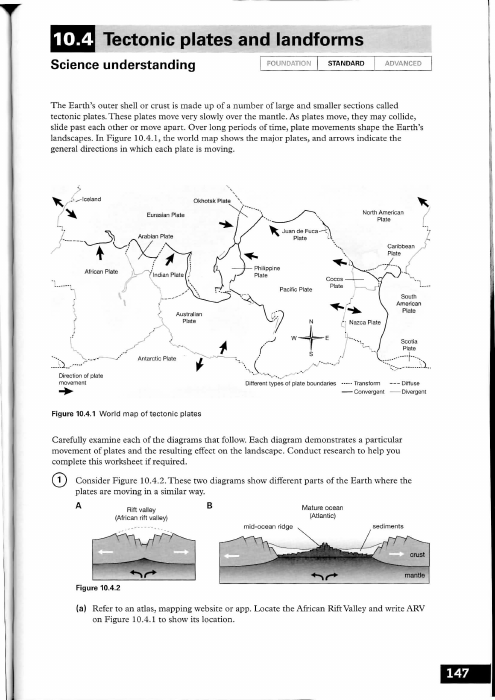 10.4 Tectonic plates and landforms
Science understanding
FOUNDATION STANDARD ADVANCED
The Earth's outer shell or crust is made up of a number of large and smaller sections called
tectonic plates. These plates move very slowly over the mantle. As plates move, they may collide,
slide past each other or move apart. Over long periods of time, plate movements shape the Earth's
landscapes. In Figure 10.4.1, the world map shows the major plates, and arrows indicate the
general directions in which each plate is moving.
Iceland
Okhotsk Plate
Eurasian Plate
North American
Plate
Juan de Fuca
Plate
Arabian Plate
Caribbean
Plate
African Plate
Indian Plate
Philippine
Plate
Cocos
Plate
Pacific Plate
South
American
Plate
Australian
Plate
N
W E
S
Nazca Plate
Scotia
Plate
Antarctic Plate
Direction of plate
movement
Different types of plate boundaries Transform Diffuse
Convergent Divergent
Figure 10.4.1 World map of tectonic plates
Carefully examine each of the diagrams that follow. Each diagram demonstrates a particular
movement of plates and the resulting effect on the landscape. Conduct research to help you
complete this worksheet if required.
1 Consider Figure 10.4.2. These two diagrams show different parts of the Earth where the
plates are moving in a similar way.
A
Rift valley
(African rift valley)
B
Mature ocean
(Atlantic)
mid-ocean ridge
sediments
crust
mantle
Figure 10.4.2
(a) Refer to an atlas, mapping website or app. Locate the African Rift Valley and write ARV
on Figure 10.4.1 to show its location.
147